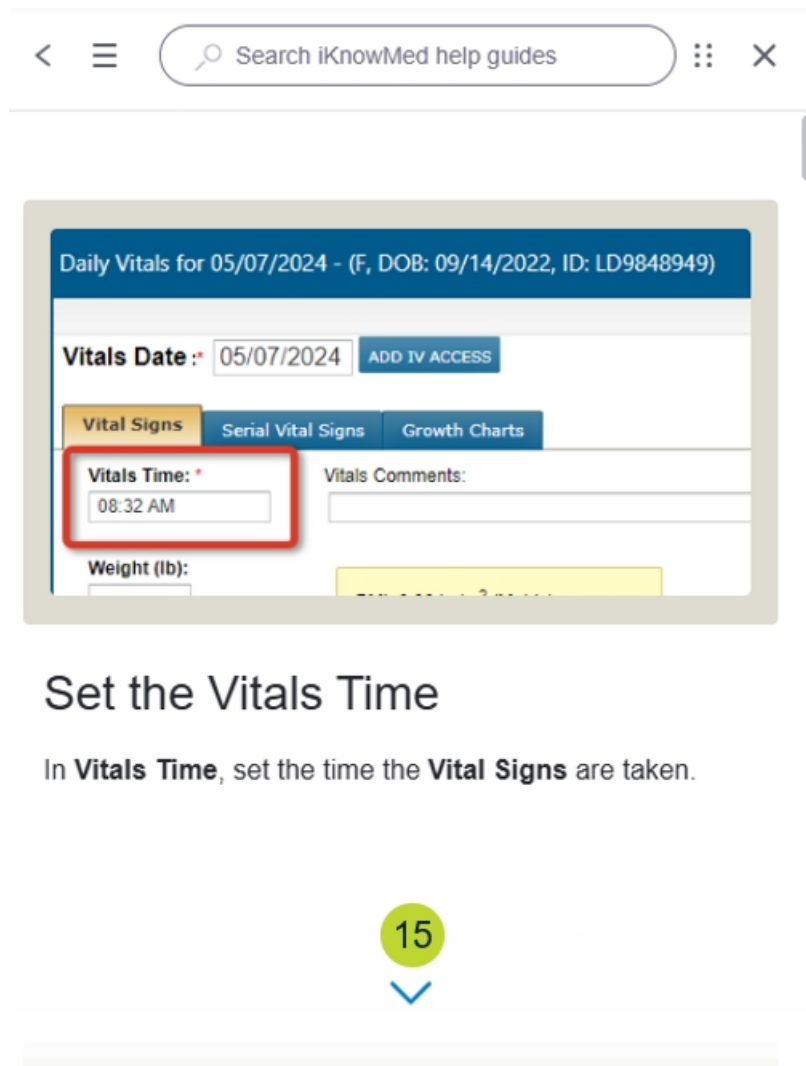 Search iKnowMed help guides
Daily Vitals for 05/07/2024 - (F, DOB: 09/14/2022, ID: LD9848949)
Vitals Date :* 05/07/2024 ADD IV ACCESS
Vital Signs Serial Vital Signs Growth Charts
Vitals Time: * Vitals Comments:
08:32 AM
Weight (lb):
Set the Vitals Time
In Vitals Time, set the time the Vital Signs are taken.
15